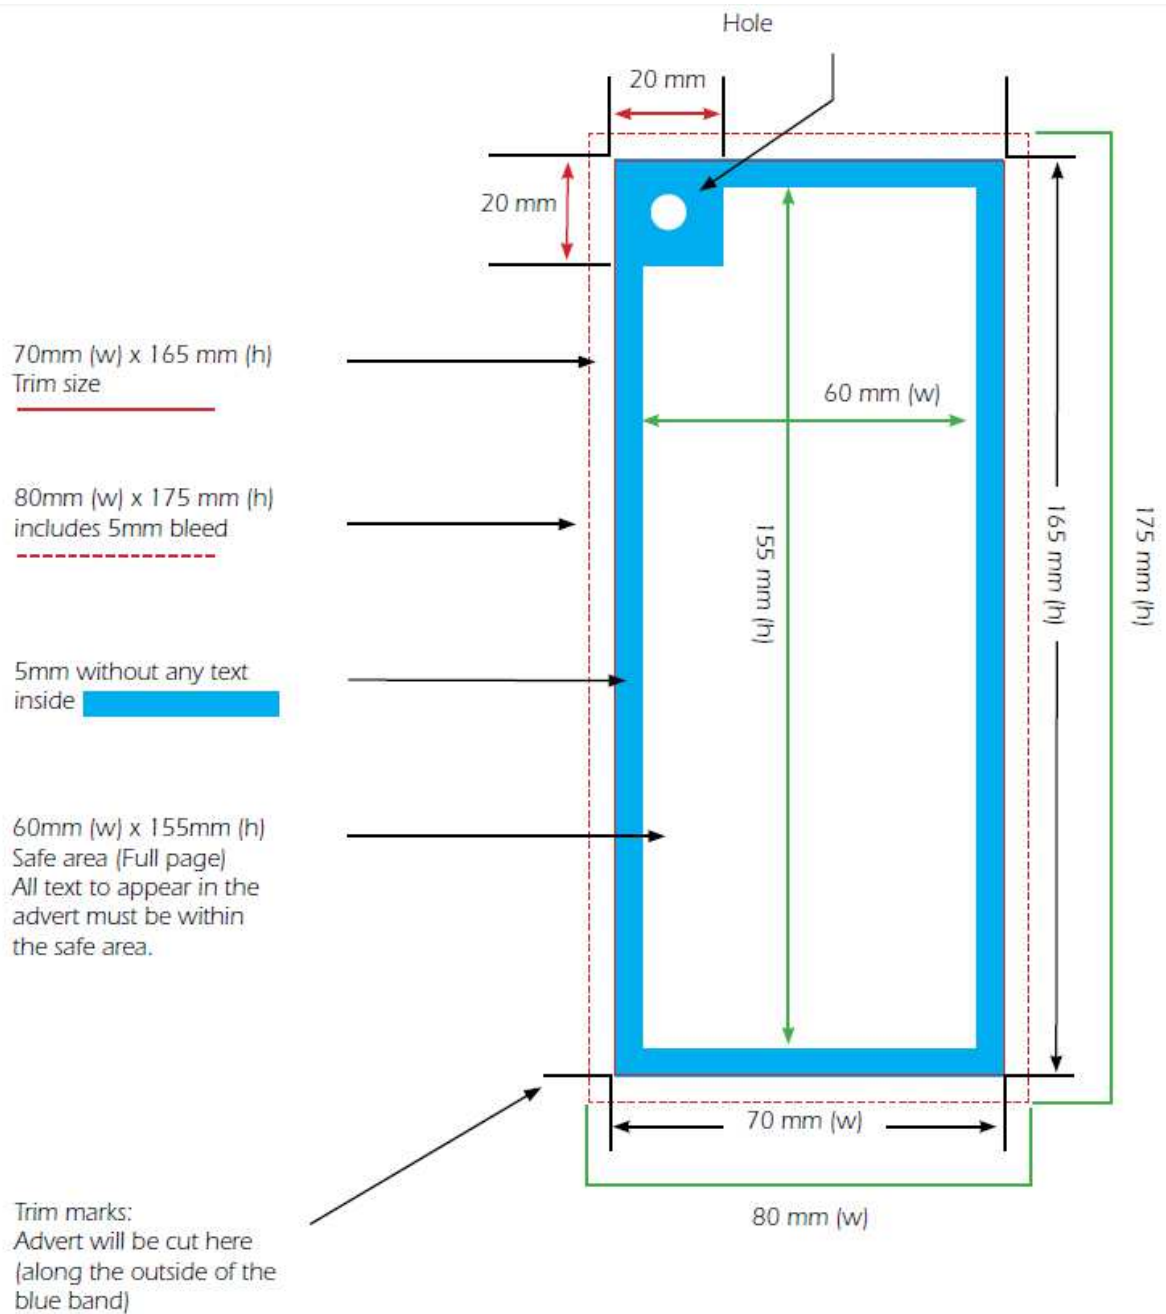 Hole
20 mm
20 mm
70mm (w) x 165 mm (h)
Trim size
60 mm (w)
80mm (w) x 175 mm (h)
includes 5mm bleed
155 mm (h)
165 mm (h)
175 mm (h)
5mm without any text
inside
60mm (w) x 155mm (h)
Safe area (Full page)
All text to appear in the
advert must be within
the safe area.
70 mm (w)
80 mm (w)
Trim marks:
Advert will be cut here
(along the outside of the
blue band)